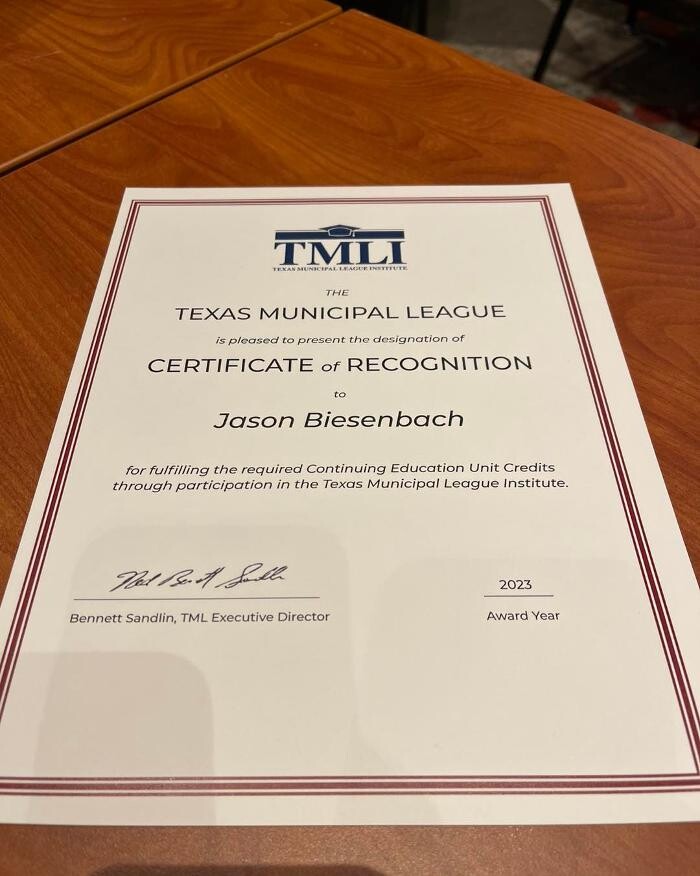 TMLI
TEXAS MUNICIPAL LEAGUE INSTITUTE
THE
TEXAS MUNICIPAL LEAGUE
is pleased to present the designation of
CERTIFICATE of RECOGNITION
to
Jason Biesenbach
for fulfilling the required Continuing Education Unit Credits
through participation in the Texas Municipal League Institute.
2023
Bennett Sandlin, TML Executive Director
Award Year